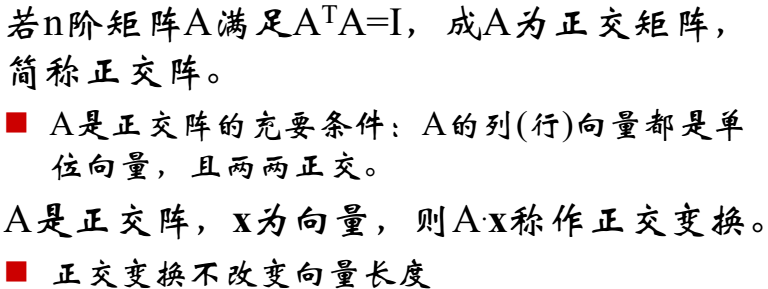 若n阶矩阵A满足AᵀA=I，成A为正交矩阵，
简称正交阵。
■ A是正交阵的充要条件：A的列(行)向量都是单
位向量，且两两正交。
A是正交阵，x为向量，则A·x称作正交变换。
■ 正交变换不改变向量长度